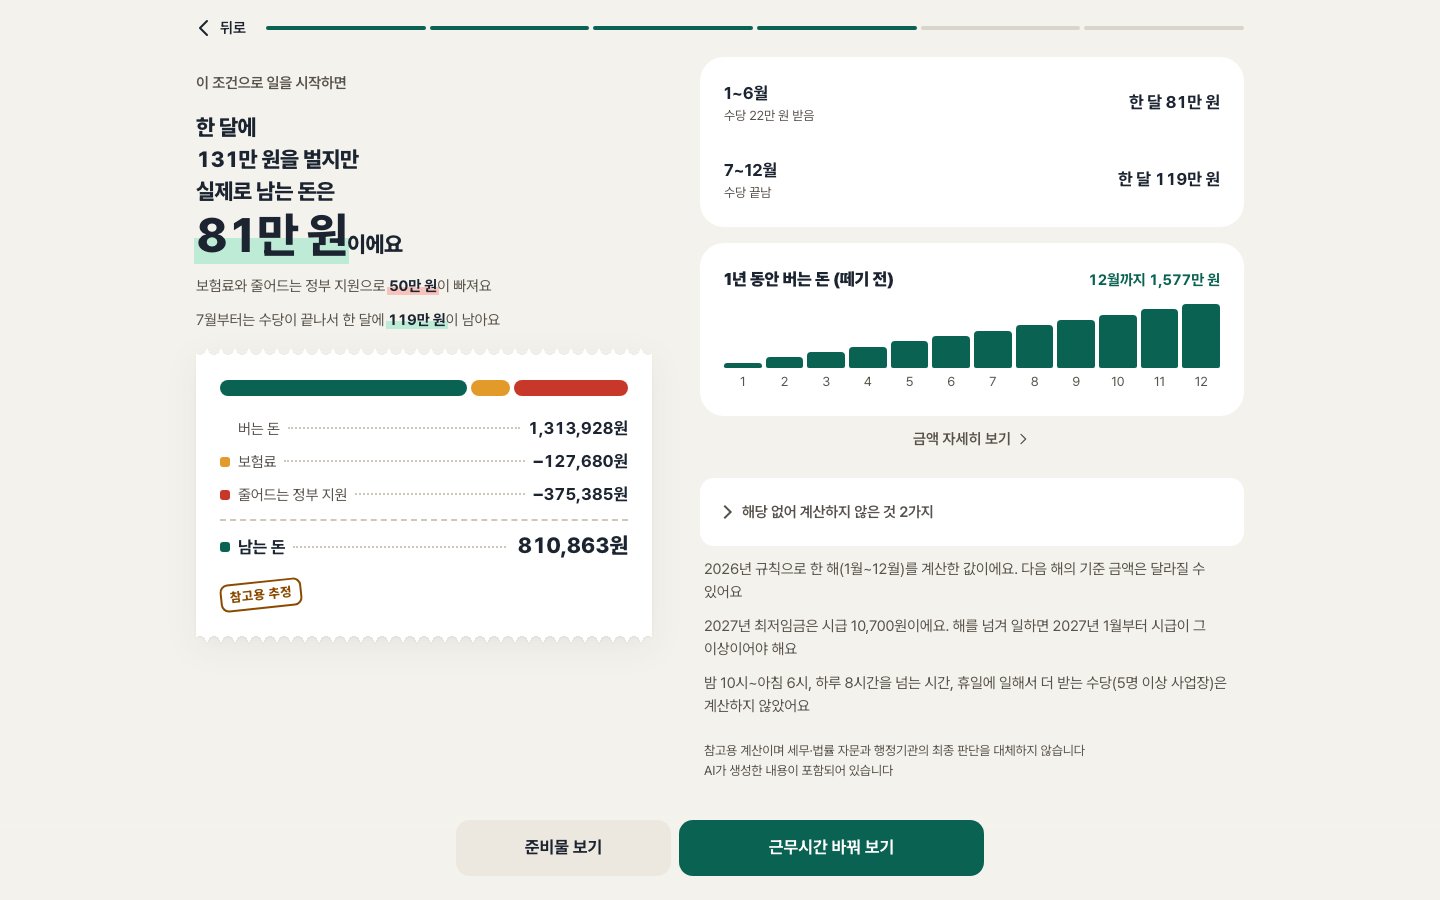 뒤로
이 조건으로 일을 시작하면
한 달에
131만 원을 벌지만
실제로 남는 돈은
81만 원이에요
보험료와 줄어드는 정부 지원으로 50만 원이 빠져요
7월부터는 수당이 끝나서 한 달에 119만 원이 남아요
버는 돈 1,313,928원
보험료 −127,680원
줄어드는 정부 지원 −375,385원
남는 돈 810,863원
참고용 추정
1~6월
수당 22만 원 받음
한 달 81만 원
7~12월
수당 끝남
한 달 119만 원
1년 동안 버는 돈 (떼기 전) 12월까지 1,577만 원
1 2 3 4 5 6 7 8 9 10 11 12
금액 자세히 보기
해당 없어 계산하지 않은 것 2가지
2026년 규칙으로 한 해(1월~12월)를 계산한 값이에요. 다음 해의 기준 금액은 달라질 수
있어요
2027년 최저임금은 시급 10,700원이에요. 해를 넘겨 일하면 2027년 1월부터 시급이 그
이상이어야 해요
밤 10시~아침 6시, 하루 8시간을 넘는 시간, 휴일에 일해서 더 받는 수당(5명 이상 사업장)은
계산하지 않았어요
참고용 계산이며 세무·법률 자문과 행정기관의 최종 판단을 대체하지 않습니다
AI가 생성한 내용이 포함되어 있습니다
준비물 보기
근무시간 바꿔 보기